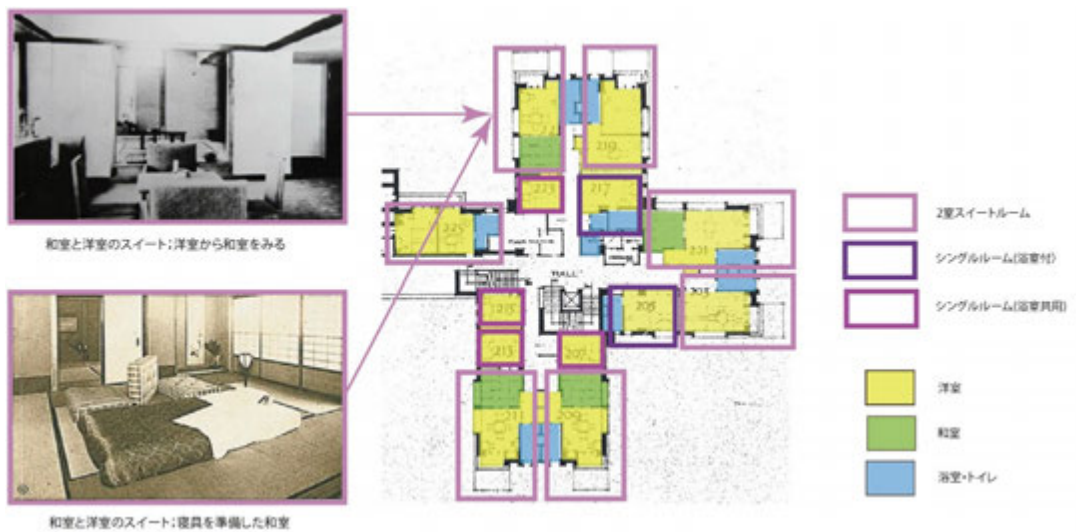 和室と洋室のスイート;洋室から和室をみる
和室と洋室のスイート;寝具を準備した和室
219
223
217
225
201
HALL
203
205
215
213
207
211
209
2室スイートルーム
シングルルーム(浴室付)
シングルルーム(浴室共用)
洋室
和室
浴室・トイレ